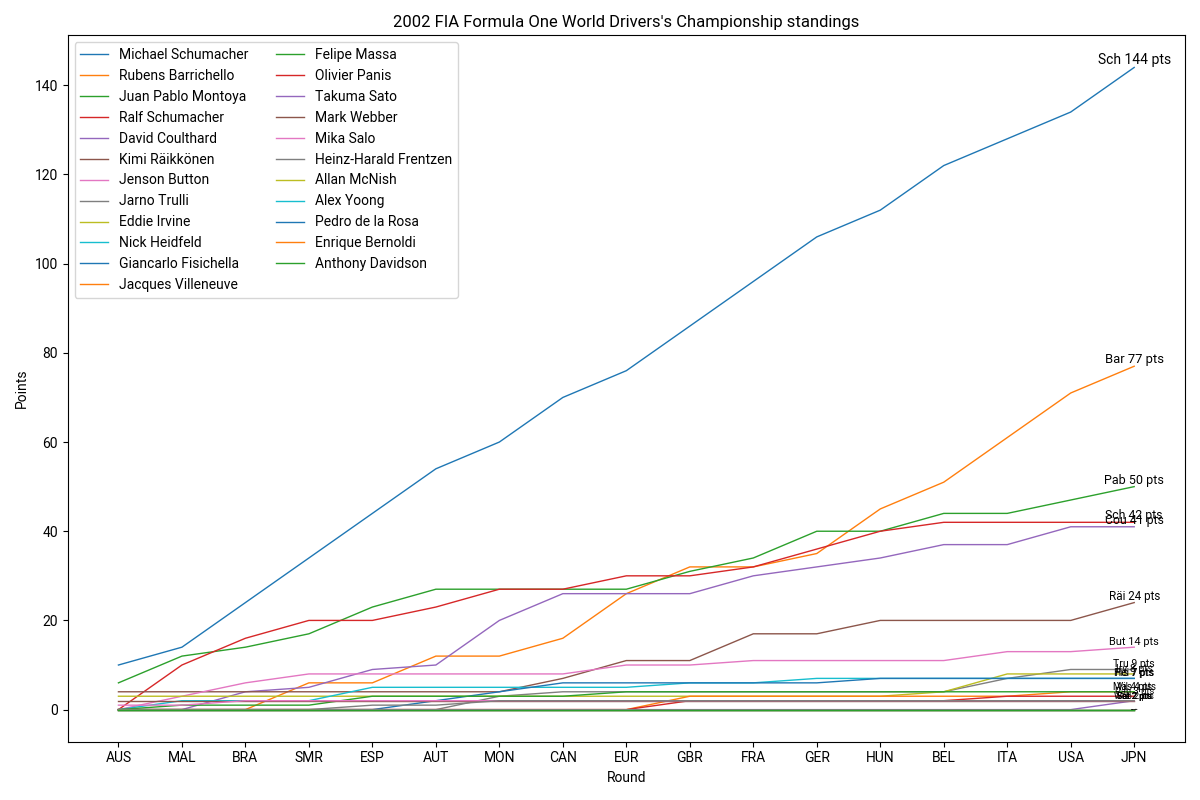 2002 FIA Formula One World Drivers's Championship standings
Michael Schumacher
Rubens Barrichello
Juan Pablo Montoya
Ralf Schumacher
David Coulthard
Kimi Räikkönen
Jenson Button
Jarno Trulli
Eddie Irvine
Nick Heidfeld
Giancarlo Fisichella
Jacques Villeneuve
Felipe Massa
Olivier Panis
Takuma Sato
Mark Webber
Mika Salo
Heinz-Harald Frentzen
Allan McNish
Alex Yoong
Pedro de la Rosa
Enrique Bernoldi
Anthony Davidson
Sch 144 pts
Bar 77 pts
Pab 50 pts
Sch 42 pts
Cou 41 pts
Räi 24 pts
But 14 pts
Tru 9 pts
Points
140
120
100
80
60
40
20
0
AUS MAL BRA SMR ESP AUT MON CAN EUR GBR FRA GER HUN BEL ITA USA JPN
Round